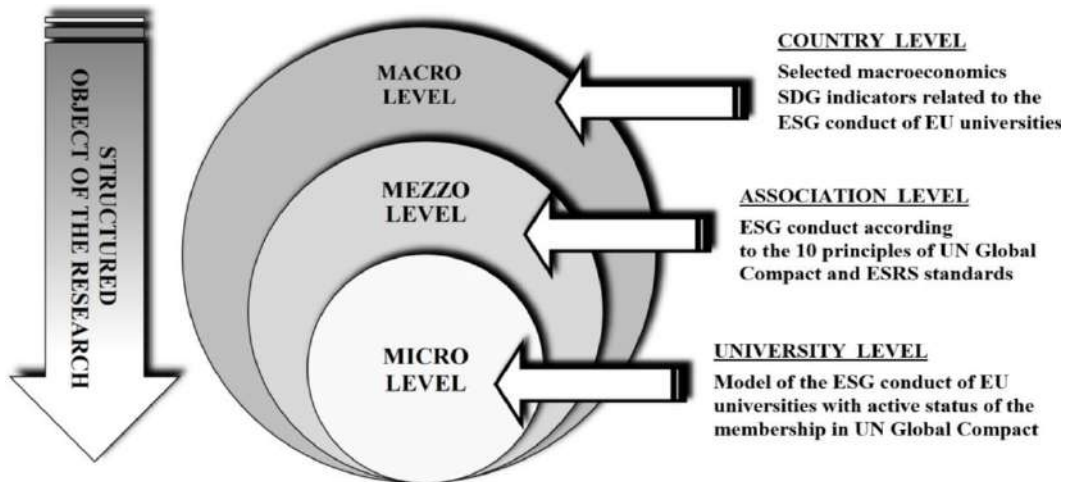 STRUCTURED
OBJECT OF THE RESEARCH
MACRO
LEVEL
COUNTRY LEVEL
Selected macroeconomics
SDG indicators related to the
ESG conduct of EU universities
MEZZO
LEVEL
ASSOCIATION LEVEL
ESG conduct according
to the 10 principles of UN Global
Compact and ESRS standards
MICRO
LEVEL
UNIVERSITY LEVEL
Model of the ESG conduct of EU
universities with active status of the
membership in UN Global Compact